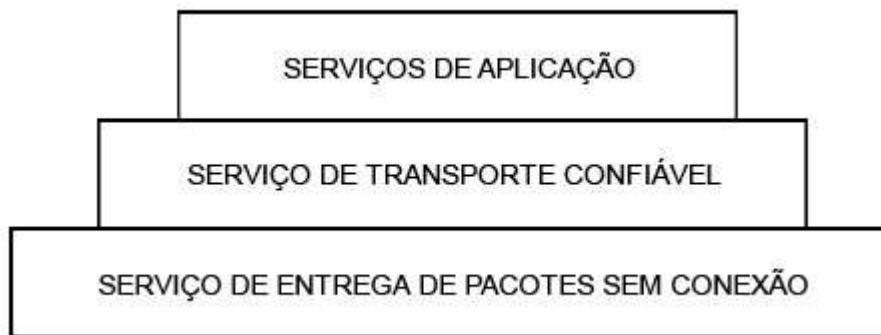 SERVIÇOS DE APLICAÇÃO
SERVIÇO DE TRANSPORTE CONFIÁVEL
SERVIÇO DE ENTREGA DE PACOTES SEM CONEXÃO